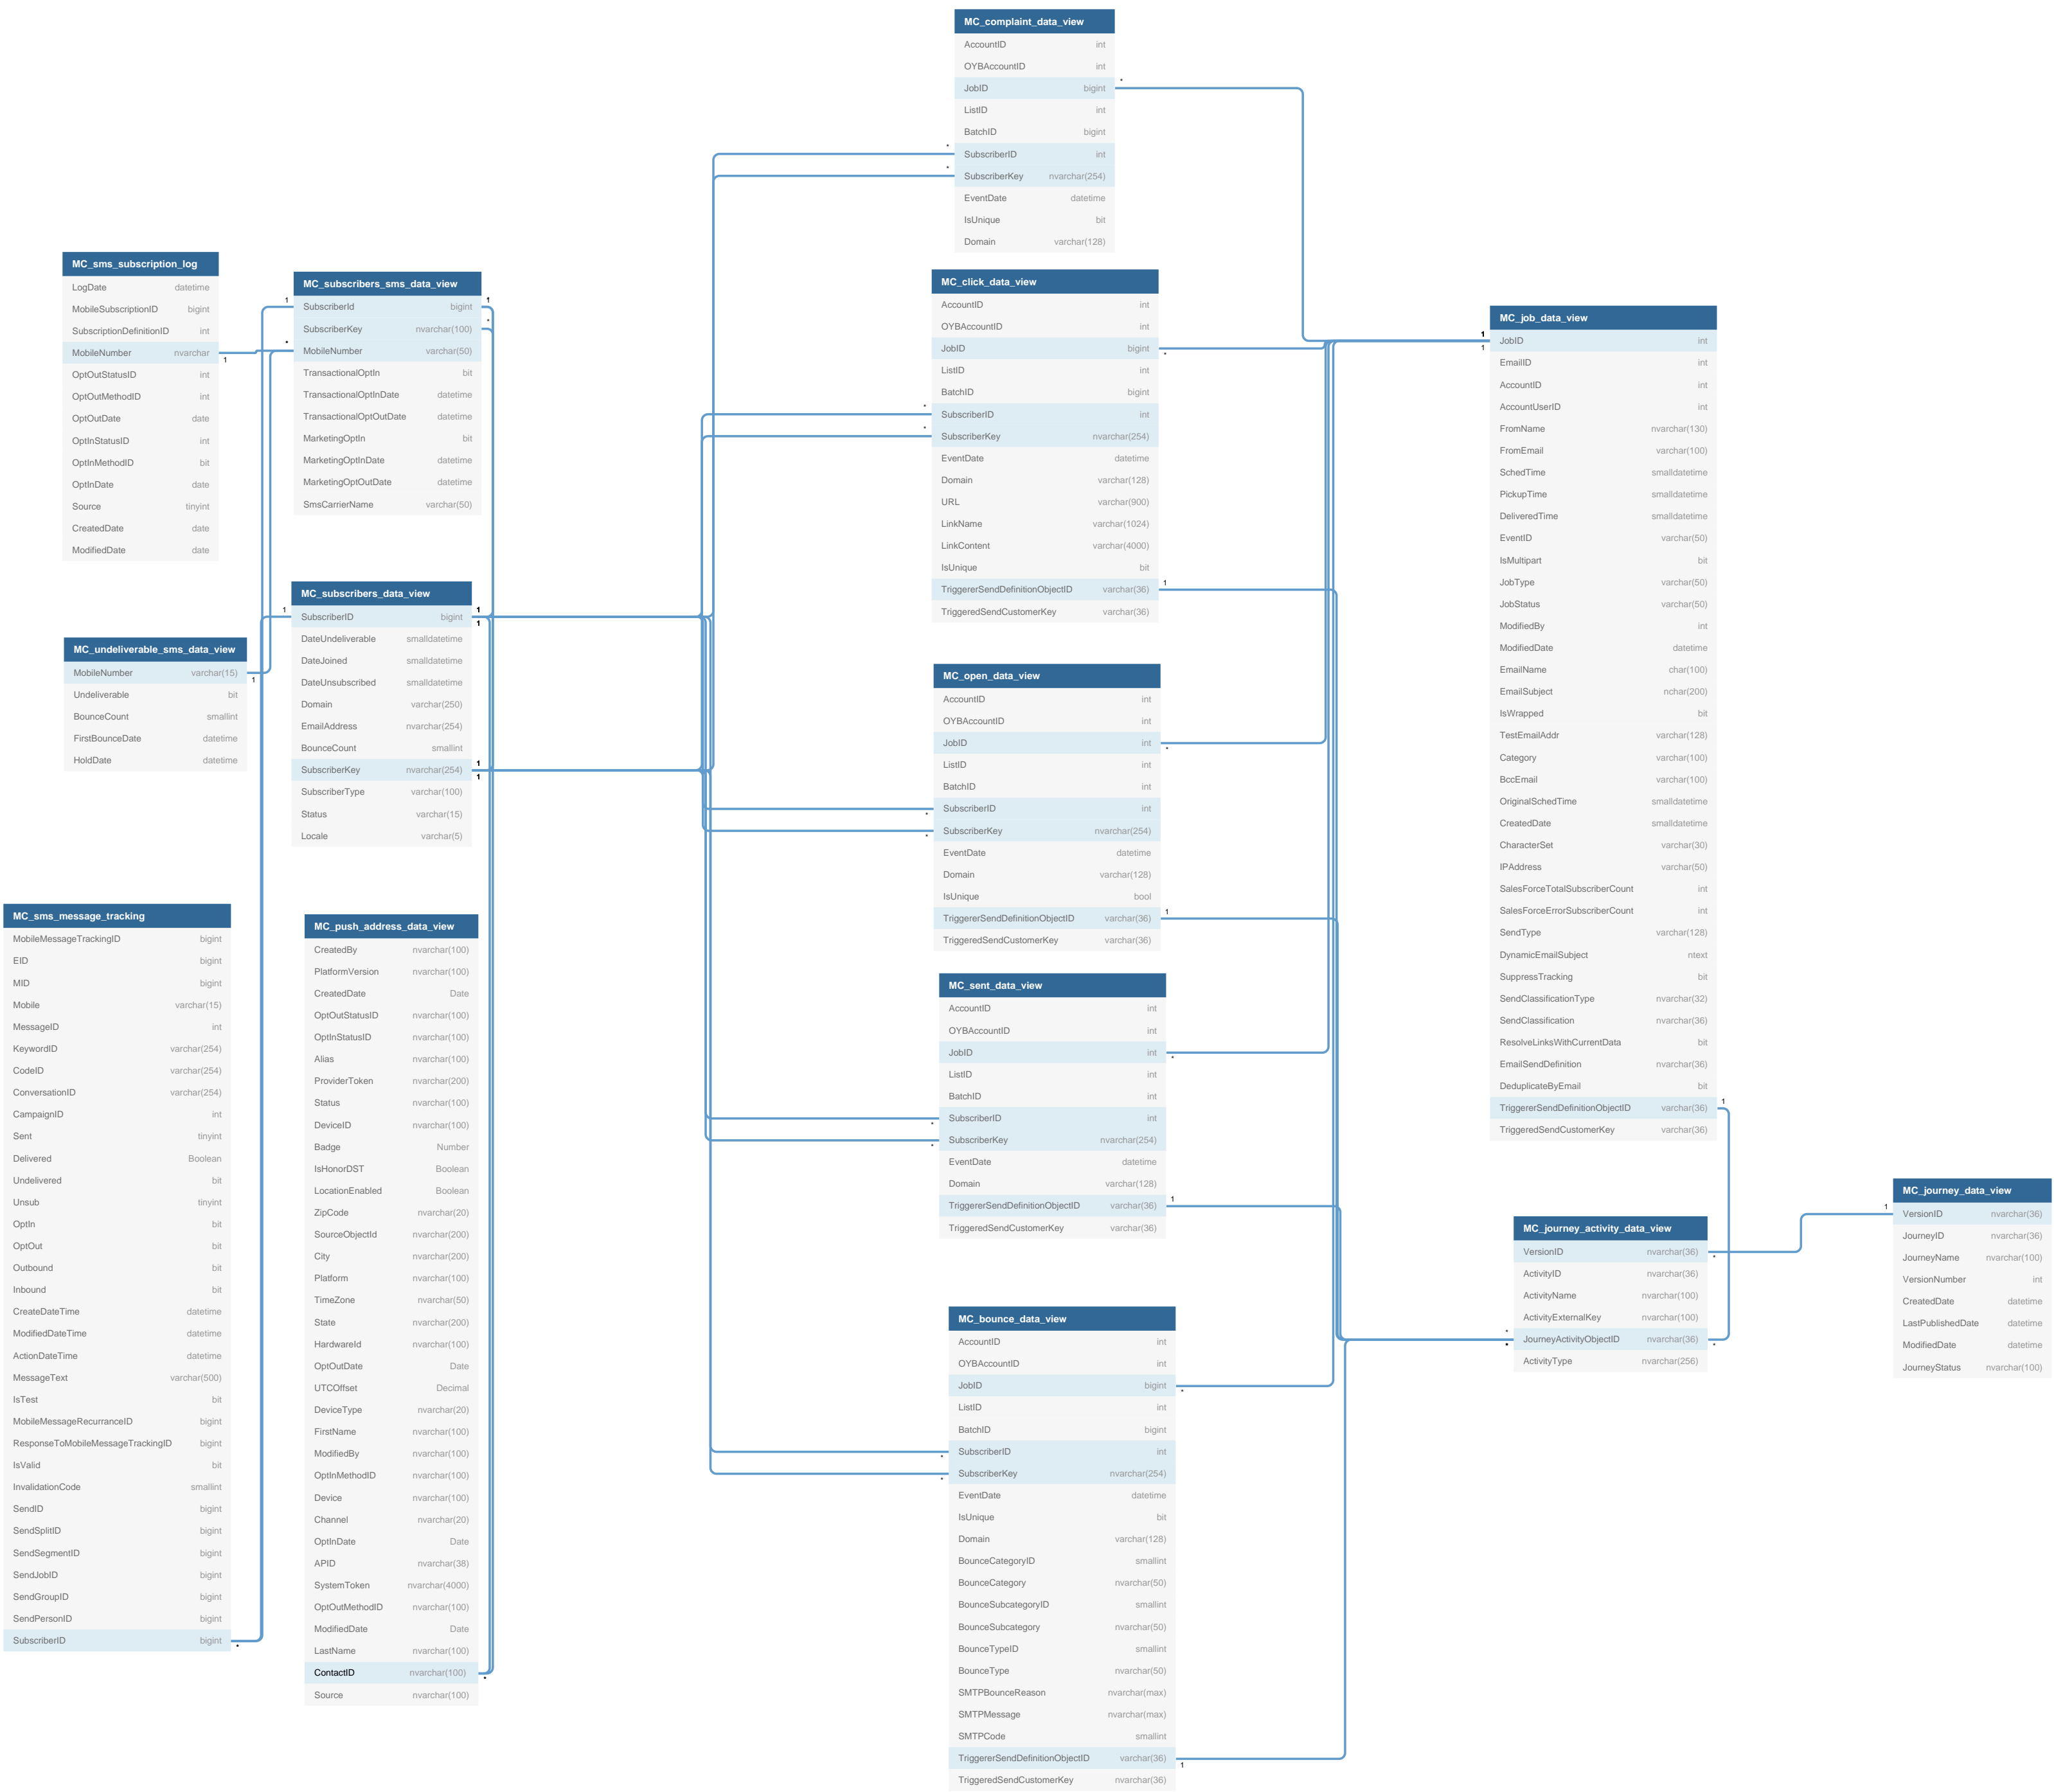 MC_complaint_data_view
AccountID int
OYBAccountID int
JobID bigint
ListID int
BatchID bigint
SubscriberID int
SubscriberKey nvarchar(254)
EventDate datetime
IsUnique bit
Domain varchar(128)
MC_sms_subscription_log
LogDate datetime
MobileSubscriptionID bigint
SubscriptionDefinitionID int
MobileNumber nvarchar
OptOutStatusID int
OptOutMethodID int
OptOutDate date
OptInStatusID int
OptInMethodID bit
OptInDate date
Source tinyint
CreatedDate date
ModifiedDate date
MC_subscribers_sms_data_view
SubscriberId bigint
SubscriberKey nvarchar(100)
MobileNumber varchar(50)
TransactionalOptIn bit
TransactionalOptInDate datetime
TransactionalOptOutDate datetime
MarketingOptIn bit
MarketingOptInDate datetime
MarketingOptOutDate datetime
SmsCarrierName varchar(50)
MC_click_data_view
AccountID int
OYBAccountID int
JobID bigint
ListID int
BatchID bigint
SubscriberID int
SubscriberKey nvarchar(254)
EventDate datetime
Domain varchar(128)
URL varchar(900)
LinkName varchar(1024)
LinkContent varchar(4000)
IsUnique bit
TriggererSendDefinitionObjectID varchar(36)
TriggeredSendCustomerKey varchar(36)
MC_job_data_view
JobID int
EmailID int
AccountID int
AccountUserID int
FromName nvarchar(130)
FromEmail varchar(100)
SchedTime smalldatetime
PickupTime smalldatetime
DeliveredTime smalldatetime
EventID varchar(50)
IsMultipart bit
JobType varchar(50)
JobStatus varchar(50)
ModifiedBy int
ModifiedDate datetime
EmailName char(100)
EmailSubject nchar(200)
IsWrapped bit
TestEmailAddr varchar(128)
Category varchar(100)
BccEmail varchar(100)
OriginalSchedTime smalldatetime
CreatedDate smalldatetime
CharacterSet varchar(30)
IPAddress varchar(50)
SalesForceTotalSubscriberCount int
SalesForceErrorSubscriberCount int
SendType varchar(128)
DynamicEmailSubject ntext
SuppressTracking bit
SendClassificationType nvarchar(32)
SendClassification nvarchar(36)
ResolveLinksWithCurrentData bit
EmailSendDefinition nvarchar(36)
DeduplicateByEmail bit
TriggererSendDefinitionObjectID varchar(36)
TriggeredSendCustomerKey varchar(36)
MC_subscribers_data_view
SubscriberID bigint
DateUndeliverable smalldatetime
DateJoined smalldatetime
DateUnsubscribed smalldatetime
Domain varchar(250)
EmailAddress nvarchar(254)
BounceCount smallint
SubscriberKey nvarchar(254)
SubscriberType varchar(100)
Status varchar(15)
Locale varchar(5)
MC_undeliverable_sms_data_view
MobileNumber varchar(15)
Undeliverable bit
BounceCount smallint
FirstBounceDate datetime
HoldDate datetime
MC_open_data_view
AccountID int
OYBAccountID int
JobID int
ListID int
BatchID int
SubscriberID int
SubscriberKey nvarchar(254)
EventDate datetime
Domain varchar(128)
IsUnique bool
TriggererSendDefinitionObjectID varchar(36)
TriggeredSendCustomerKey varchar(36)
MC_sms_message_tracking
MobileMessageTrackingID bigint
EID bigint
MID bigint
Mobile varchar(15)
MessageID int
KeywordID varchar(254)
CodeID varchar(254)
ConversationID varchar(254)
CampaignID int
Sent tinyint
Delivered Boolean
Undelivered bit
Unsub tinyint
OptIn bit
OptOut bit
Outbound bit
Inbound bit
CreateDateTime datetime
ModifiedDateTime datetime
ActionDateTime datetime
MessageText varchar(500)
IsTest bit
MobileMessageRecurranceID bigint
ResponseToMobileMessageTrackingID bigint
IsValid bit
InvalidationCode smallint
SendID bigint
SendSplitID bigint
SendSegmentID bigint
SendJobID bigint
SendGroupID bigint
SendPersonID bigint
SubscriberID bigint
MC_push_address_data_view
CreatedBy nvarchar(100)
PlatformVersion nvarchar(100)
CreatedDate Date
OptOutStatusID nvarchar(100)
OptInStatusID nvarchar(100)
Alias nvarchar(100)
ProviderToken nvarchar(200)
Status nvarchar(100)
DeviceID nvarchar(100)
Badge Number
IsHonorDST Boolean
LocationEnabled Boolean
ZipCode nvarchar(20)
SourceObjectId nvarchar(200)
City nvarchar(200)
Platform nvarchar(100)
TimeZone nvarchar(50)
State nvarchar(200)
HardwareId nvarchar(100)
OptOutDate Date
UTCOffset Decimal
DeviceType nvarchar(20)
FirstName nvarchar(100)
ModifiedBy nvarchar(100)
OptInMethodID nvarchar(100)
Device nvarchar(100)
Channel nvarchar(20)
OptInDate Date
APID nvarchar(38)
SystemToken nvarchar(4000)
OptOutMethodID nvarchar(100)
ModifiedDate Date
LastName nvarchar(100)
ContactID nvarchar(100)
Source nvarchar(100)
MC_sent_data_view
AccountID int
OYBAccountID int
JobID int
ListID int
BatchID int
SubscriberID int
SubscriberKey nvarchar(254)
EventDate datetime
Domain varchar(128)
TriggererSendDefinitionObjectID varchar(36)
TriggeredSendCustomerKey varchar(36)
MC_bounce_data_view
AccountID int
OYBAccountID int
JobID bigint
ListID int
BatchID bigint
SubscriberID int
SubscriberKey nvarchar(254)
EventDate datetime
IsUnique bit
Domain varchar(128)
BounceCategoryID smallint
BounceCategory nvarchar(50)
BounceSubcategoryID smallint
BounceSubcategory nvarchar(50)
BounceTypeID smallint
BounceType nvarchar(50)
SMTPBounceReason nvarchar(max)
SMTPMessage nvarchar(max)
SMTPCode smallint
TriggererSendDefinitionObjectID varchar(36)
TriggeredSendCustomerKey nvarchar(36)
MC_journey_activity_data_view
VersionID nvarchar(36)
ActivityID nvarchar(36)
ActivityName nvarchar(100)
ActivityExternalKey nvarchar(100)
JourneyActivityObjectID nvarchar(36)
ActivityType nvarchar(256)
MC_journey_data_view
VersionID nvarchar(36)
JourneyID nvarchar(36)
JourneyName nvarchar(100)
VersionNumber int
CreatedDate datetime
LastPublishedDate datetime
ModifiedDate datetime
JourneyStatus nvarchar(100)